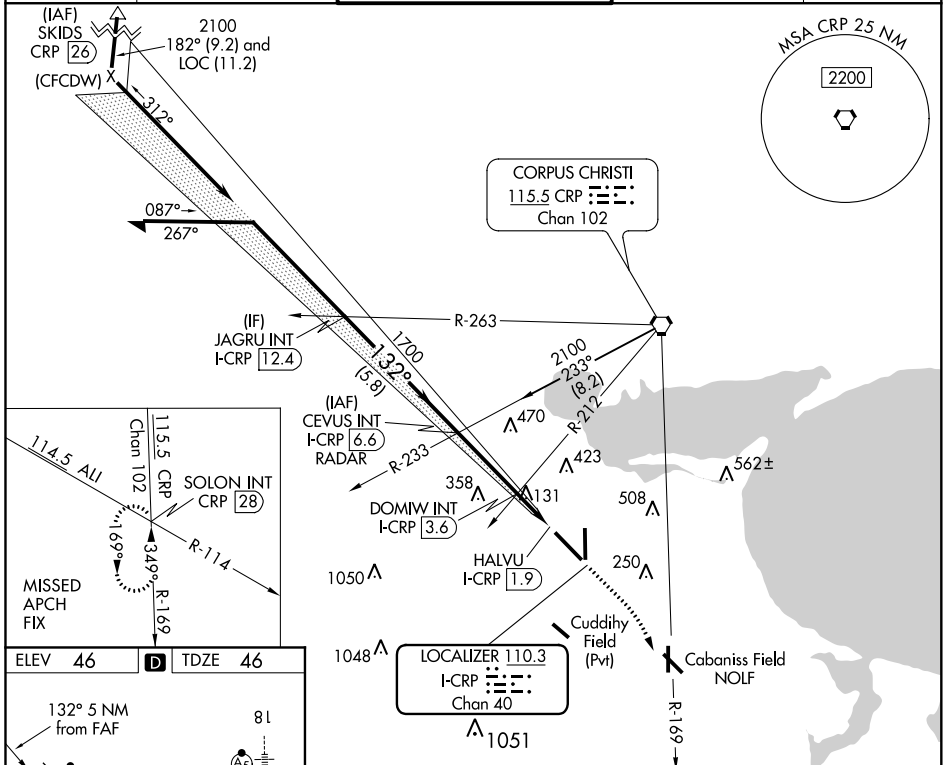 (IAF)
SKIDS
CRP 26
(CFCDW)
X
2100
182° (9.2) and
LOC (11.2)
312°
MSA CRP 25 NM
2200
CORPUS CHRISTI
115.5 CRP
Chan 102
087°
267°
(IF)
JAGRU INT
I-CRP 12.4
R-263
1700
132°
(5.8)
2100
233°
(8.2)
R-212
(IAF)
CEVUS INT
I-CRP 6.6
RADAR
R-233
470
423
562±
358
131
508
DOMIW INT
I-CRP 3.6
HALVU
I-CRP 1.9
250
1050
1048
Cuddihy
Field
(Pvt)
Cabaniss Field
NOLF
R-169
LOCALIZER 110.3
I-CRP
Chan 40
1051
114.5 ALI
115.5 CRP
Chan 102
SOLON INT
CRP 28
R-114
169°
349°
R-169
MISSED
APCH
FIX
ELEV 46
D
TDZE 46
132° 5 NM
from FAF
18
A5